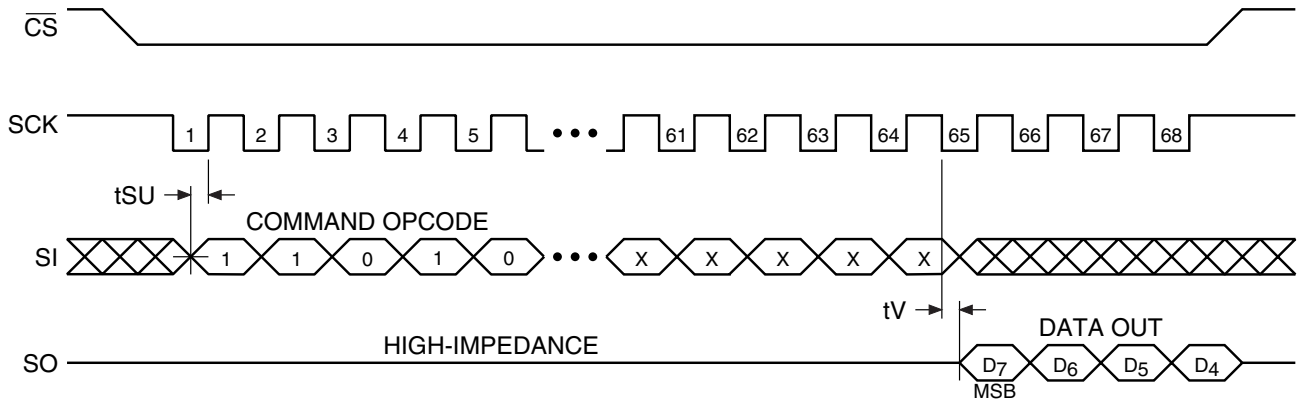 CS
SCK
1 2 3 4 5 ••• 61 62 63 64 65 66 67 68
tSU
COMMAND OPCODE
SI
1 1 0 1 0 ••• X X X X X
tV
DATA OUT
HIGH-IMPEDANCE
SO
D7 D6 D5 D4
MSB